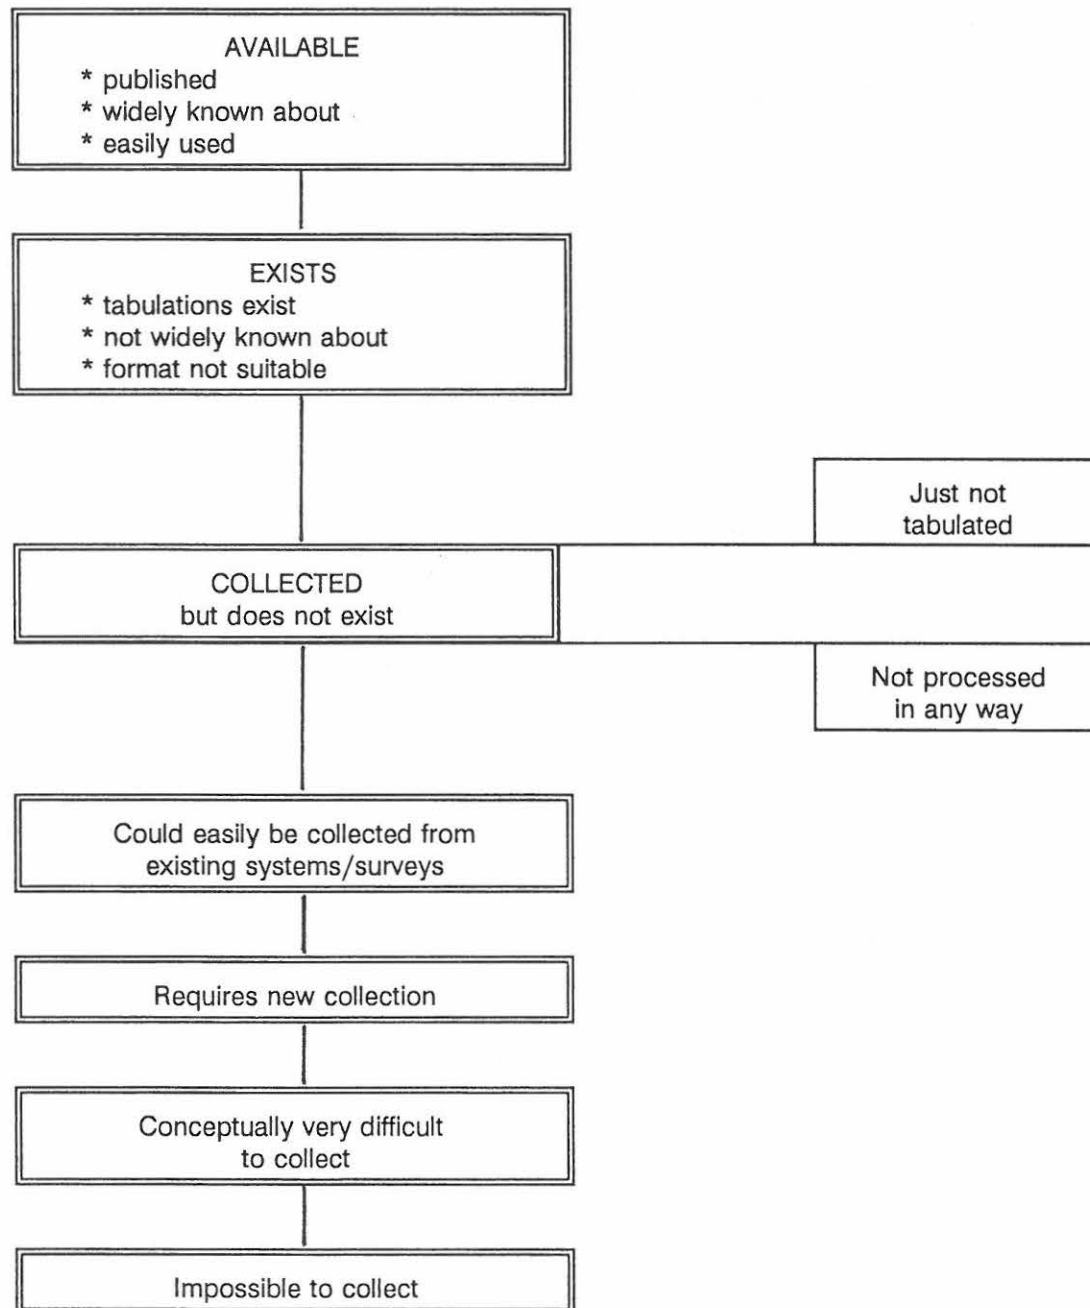 AVAILABLE
* published
* widely known about
* easily used
EXISTS
* tabulations exist
* not widely known about
* format not suitable
Just not
tabulated
COLLECTED
but does not exist
Not processed
in any way
Could easily be collected from
existing systems/surveys
Requires new collection
Conceptually very difficult
to collect
Impossible to collect